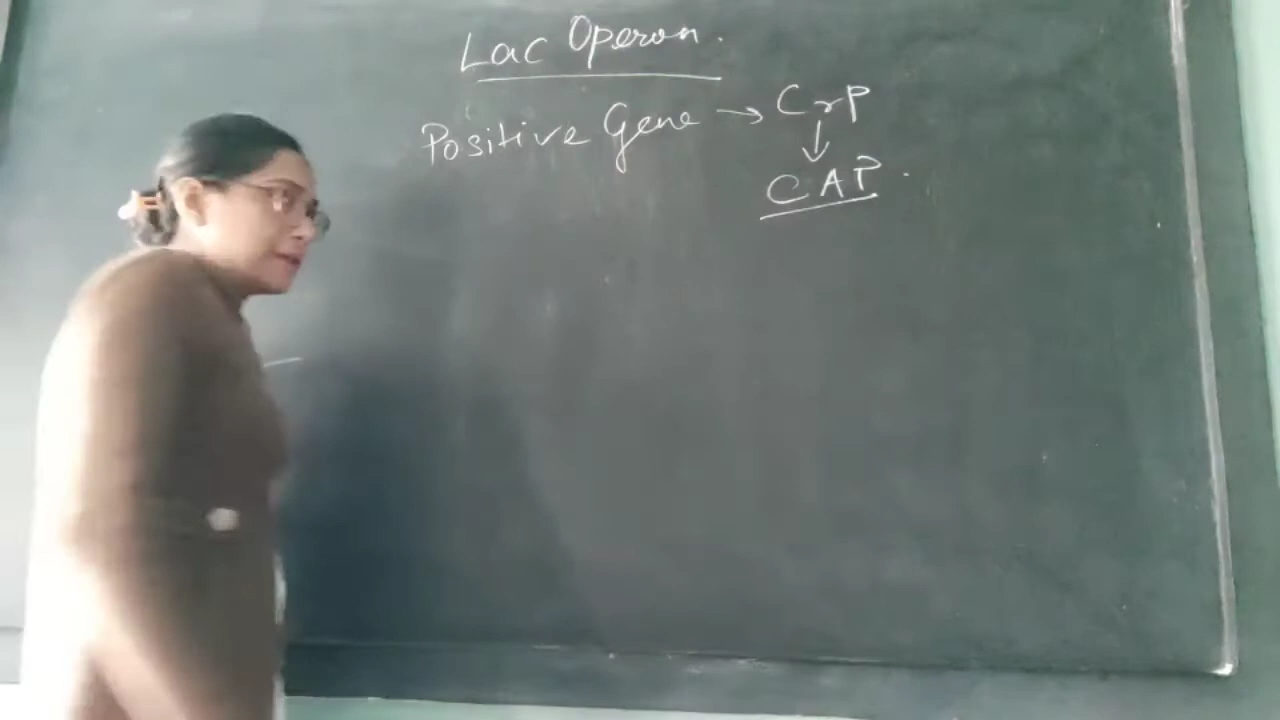 Lac Operon.
Positive Gene → CrP
↓
CAP.